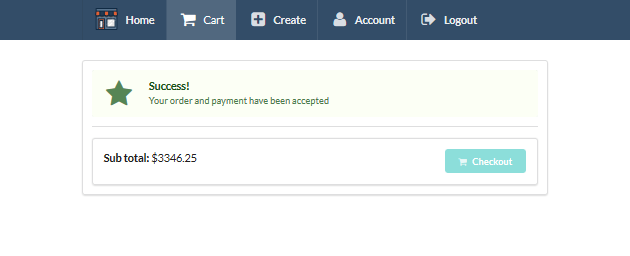 Home Cart Create Account Logout
Success!
Your order and payment have been accepted
Sub total: $3346.25 Checkout